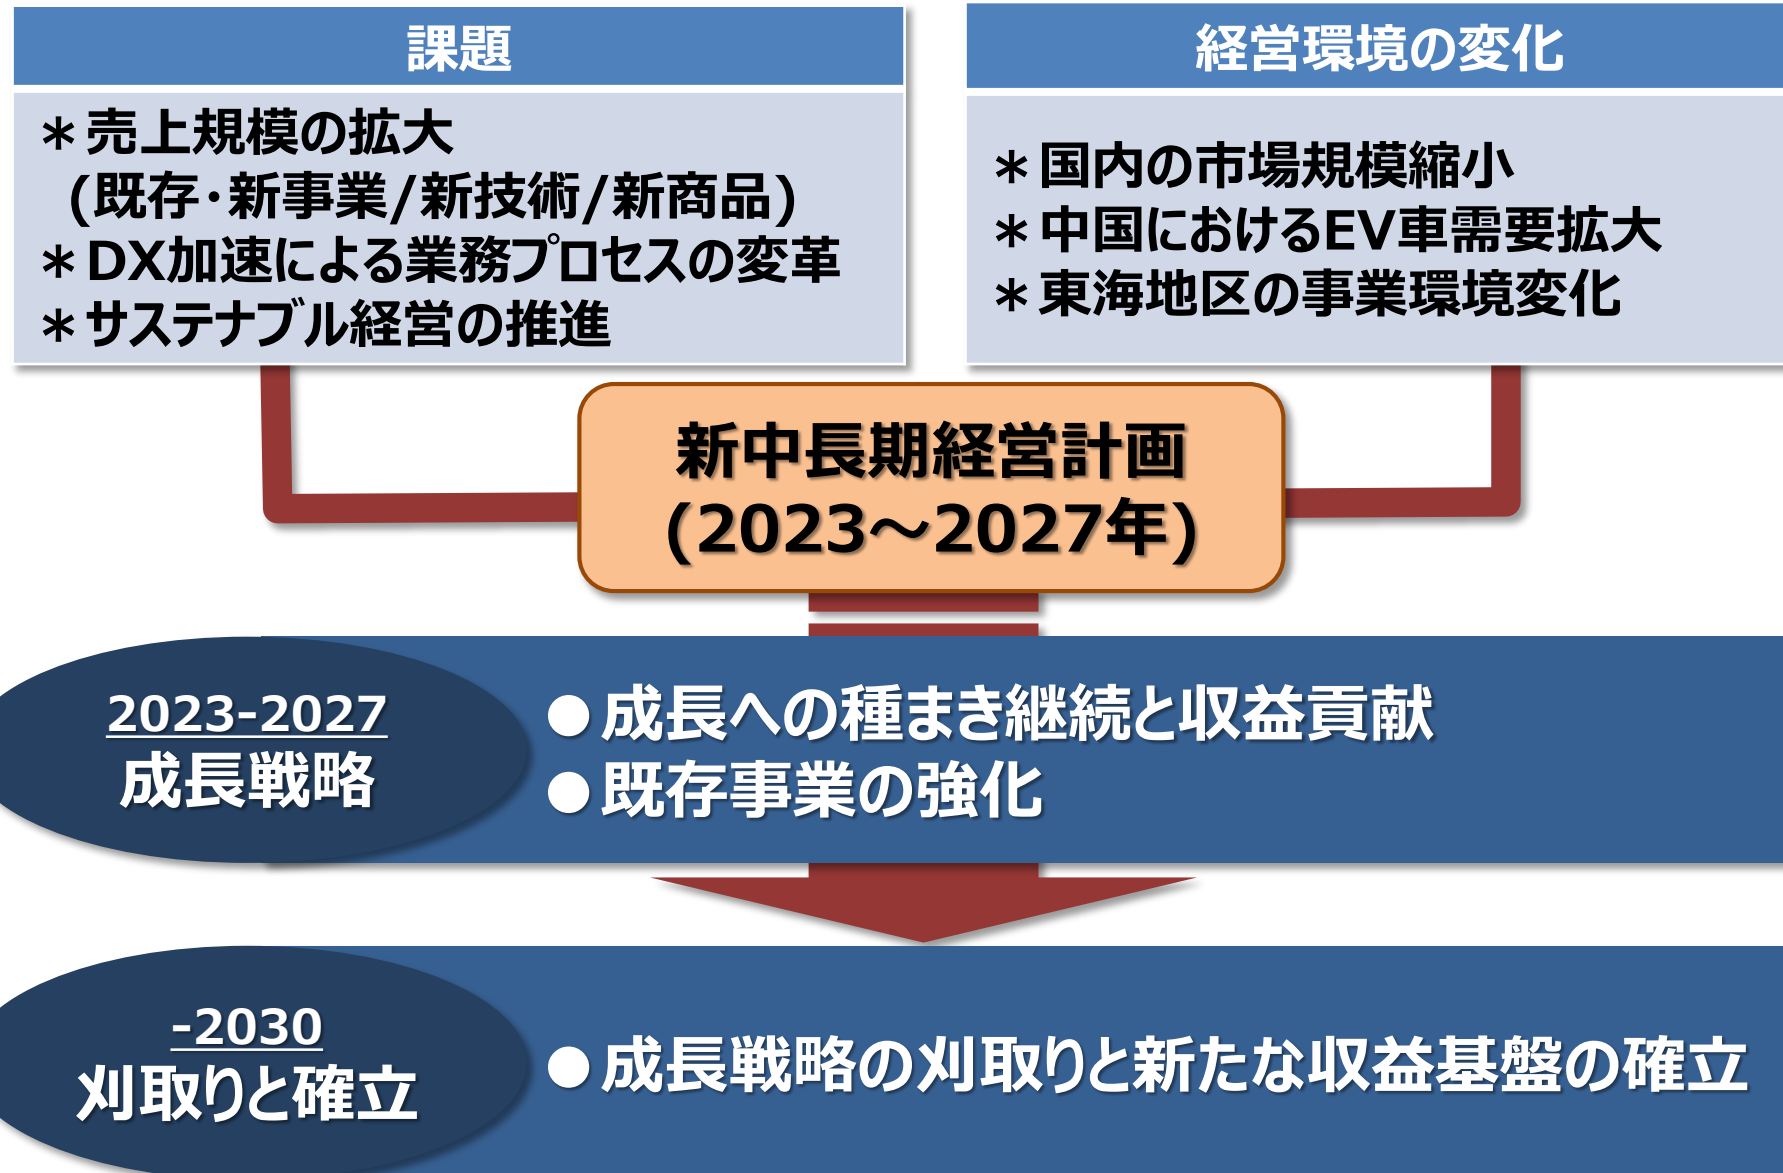 課題
＊売上規模の拡大
(既存・新事業/新技術/新商品)
＊DX加速による業務プロセスの変革
＊サステナブル経営の推進
経営環境の変化
＊国内の市場規模縮小
＊中国におけるEV車需要拡大
＊東海地区の事業環境変化
新中長期経営計画
(2023～2027年)
2023-2027
成長戦略
●成長への種まき継続と収益貢献
●既存事業の強化
-2030
刈取りと確立
●成長戦略の刈取りと新たな収益基盤の確立